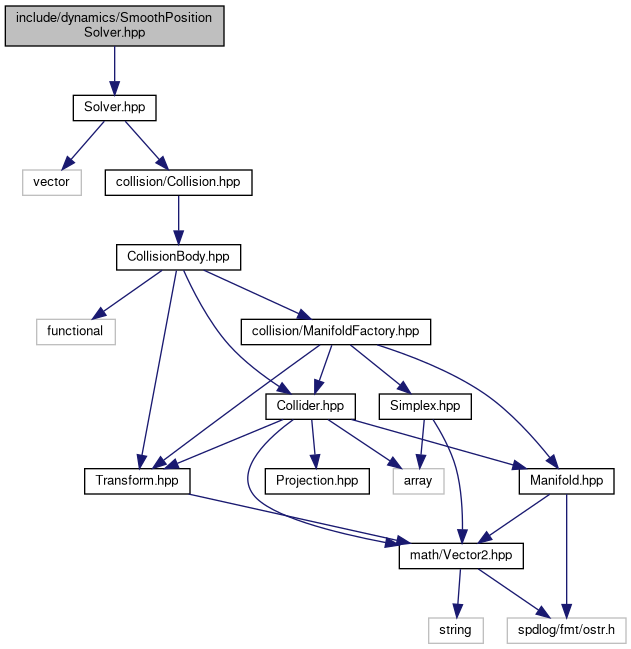 include/dynamics/SmoothPosition
Solver.hpp
Solver.hpp
vector
collision/Collision.hpp
CollisionBody.hpp
functional
collision/ManifoldFactory.hpp
Collider.hpp
Simplex.hpp
Transform.hpp
Projection.hpp
array
Manifold.hpp
math/Vector2.hpp
string
spdlog/fmt/ostr.h